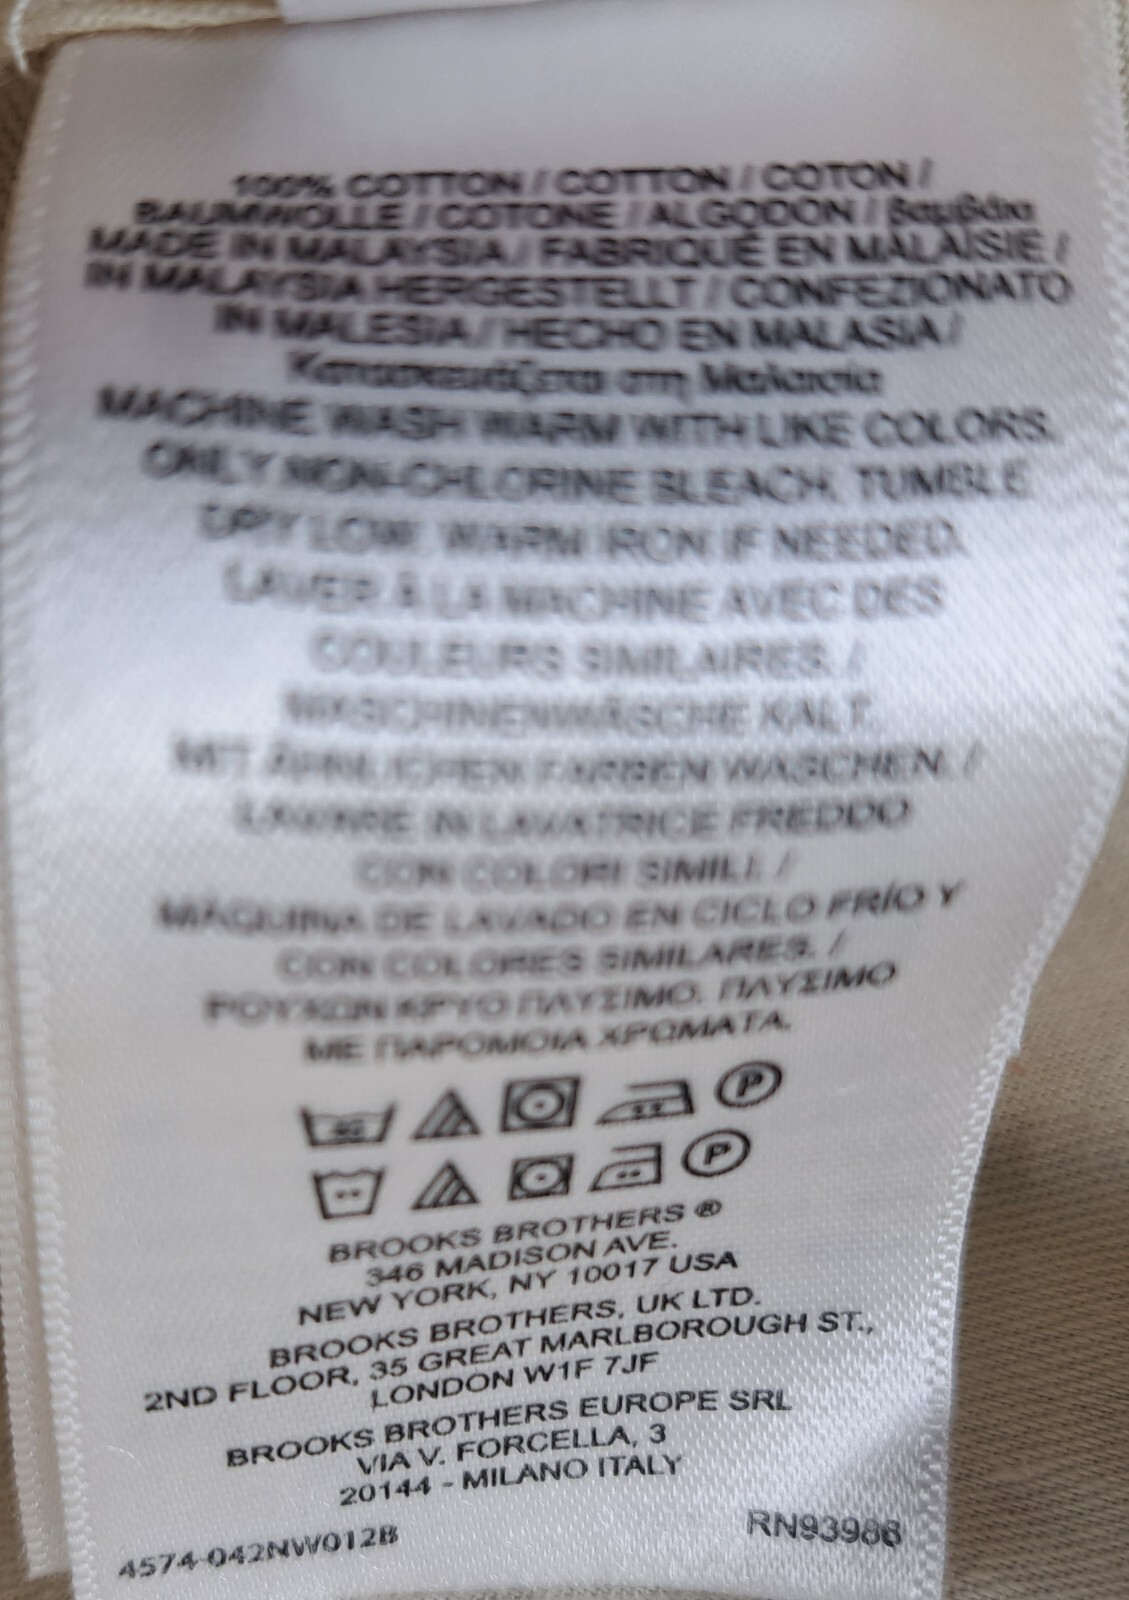 100% COTTON / COTTON / COTON /
BAUMWOLLE / COTONE / ALGODON / βαμβάκι
MADE IN MALAYSIA / FABRIQUÉ EN MALAISIE /
IN MALAYSIA HERGESTELLT / CONFEZIONATO
IN MALESIA / HECHO EN MALASIA /
Κατασκευάζεται στη Μαλαισία
MACHINE WASH WARM WITH LIKE COLORS.
ONLY NON-CHLORINE BLEACH. TUMBLE
DRY LOW. WARM IRON IF NEEDED.
LAVER À LA MACHINE AVEC DES
COULEURS SIMILAIRES. /
MASCHINENWÄSCHE KALT.
MIT ÄHNLICHEN FARBEN WASCHEN. /
LAVARE IN LAVATRICE FREDDO
CON COLORI SIMILI. /
MÁQUINA DE LAVADO EN CICLO FRÍO Y
CON COLORES SIMILARES. /
ΡΟΥΧΩΝ ΚΡΥΟ ΠΛΥΣΙΜΟ. ΠΛΥΣΙΜΟ
ΜΕ ΠΑΡΟΜΟΙΑ ΧΡΩΜΑΤΑ.
40 P
P
BROOKS BROTHERS ®
346 MADISON AVE.
NEW YORK, NY 10017 USA
BROOKS BROTHERS, UK LTD.
2ND FLOOR, 35 GREAT MARLBOROUGH ST.,
LONDON W1F 7JF
BROOKS BROTHERS EUROPE SRL
VIA V. FORCELLA, 3
20144 - MILANO ITALY
4574-042NW012B RN93986